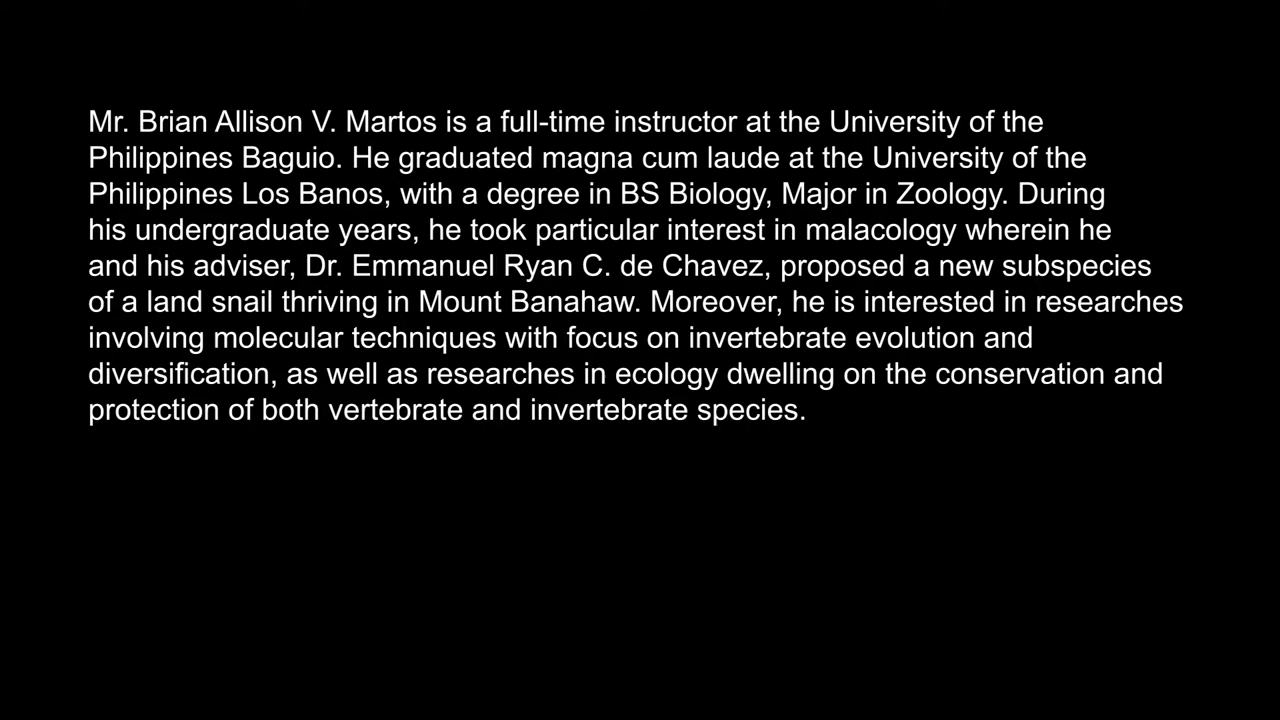 Mr. Brian Allison V. Martos is a full-time instructor at the University of the
Philippines Baguio. He graduated magna cum laude at the University of the
Philippines Los Banos, with a degree in BS Biology, Major in Zoology. During
his undergraduate years, he took particular interest in malacology wherein he
and his adviser, Dr. Emmanuel Ryan C. de Chavez, proposed a new subspecies
of a land snail thriving in Mount Banahaw. Moreover, he is interested in researches
involving molecular techniques with focus on invertebrate evolution and
diversification, as well as researches in ecology dwelling on the conservation and
protection of both vertebrate and invertebrate species.